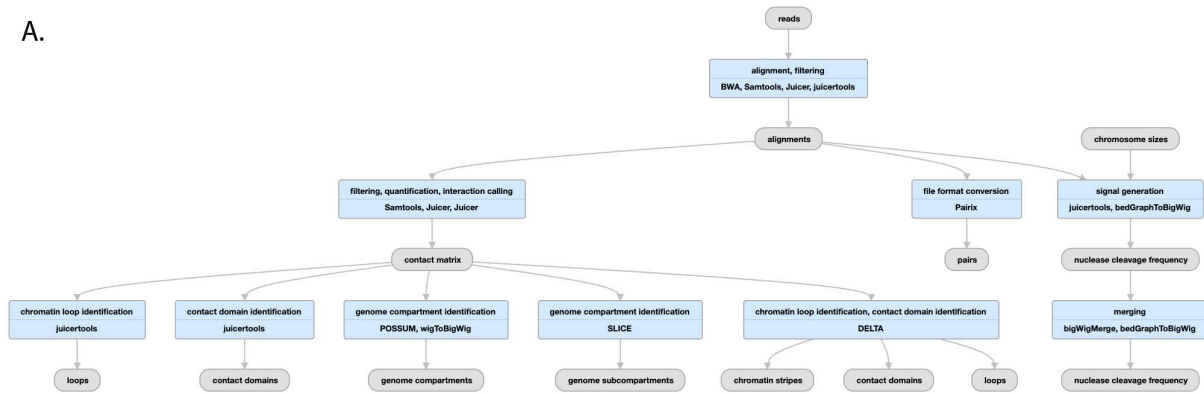 A.
reads
alignment, filtering
BWA, Samtools, Juicer, juicertools
alignments
chromosome sizes
filtering, quantification, interaction calling
Samtools, Juicer, Juicer
file format conversion
Pairix
signal generation
juicertools, bedGraphToBigWig
contact matrix
pairs
nuclease cleavage frequency
chromatin loop identification
juicertools
contact domain identification
juicertools
genome compartment identification
POSSUM, wigToBigWig
genome compartment identification
SLICE
chromatin loop identification, contact domain identification
DELTA
merging
bigWigMerge, bedGraphToBigWig
loops
contact domains
genome compartments
genome subcompartments
chromatin stripes
contact domains
loops
nuclease cleavage frequency